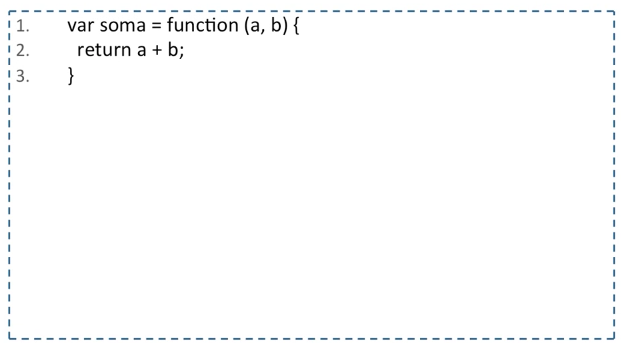 1. var soma = function (a, b) {
2. return a + b;
3. }